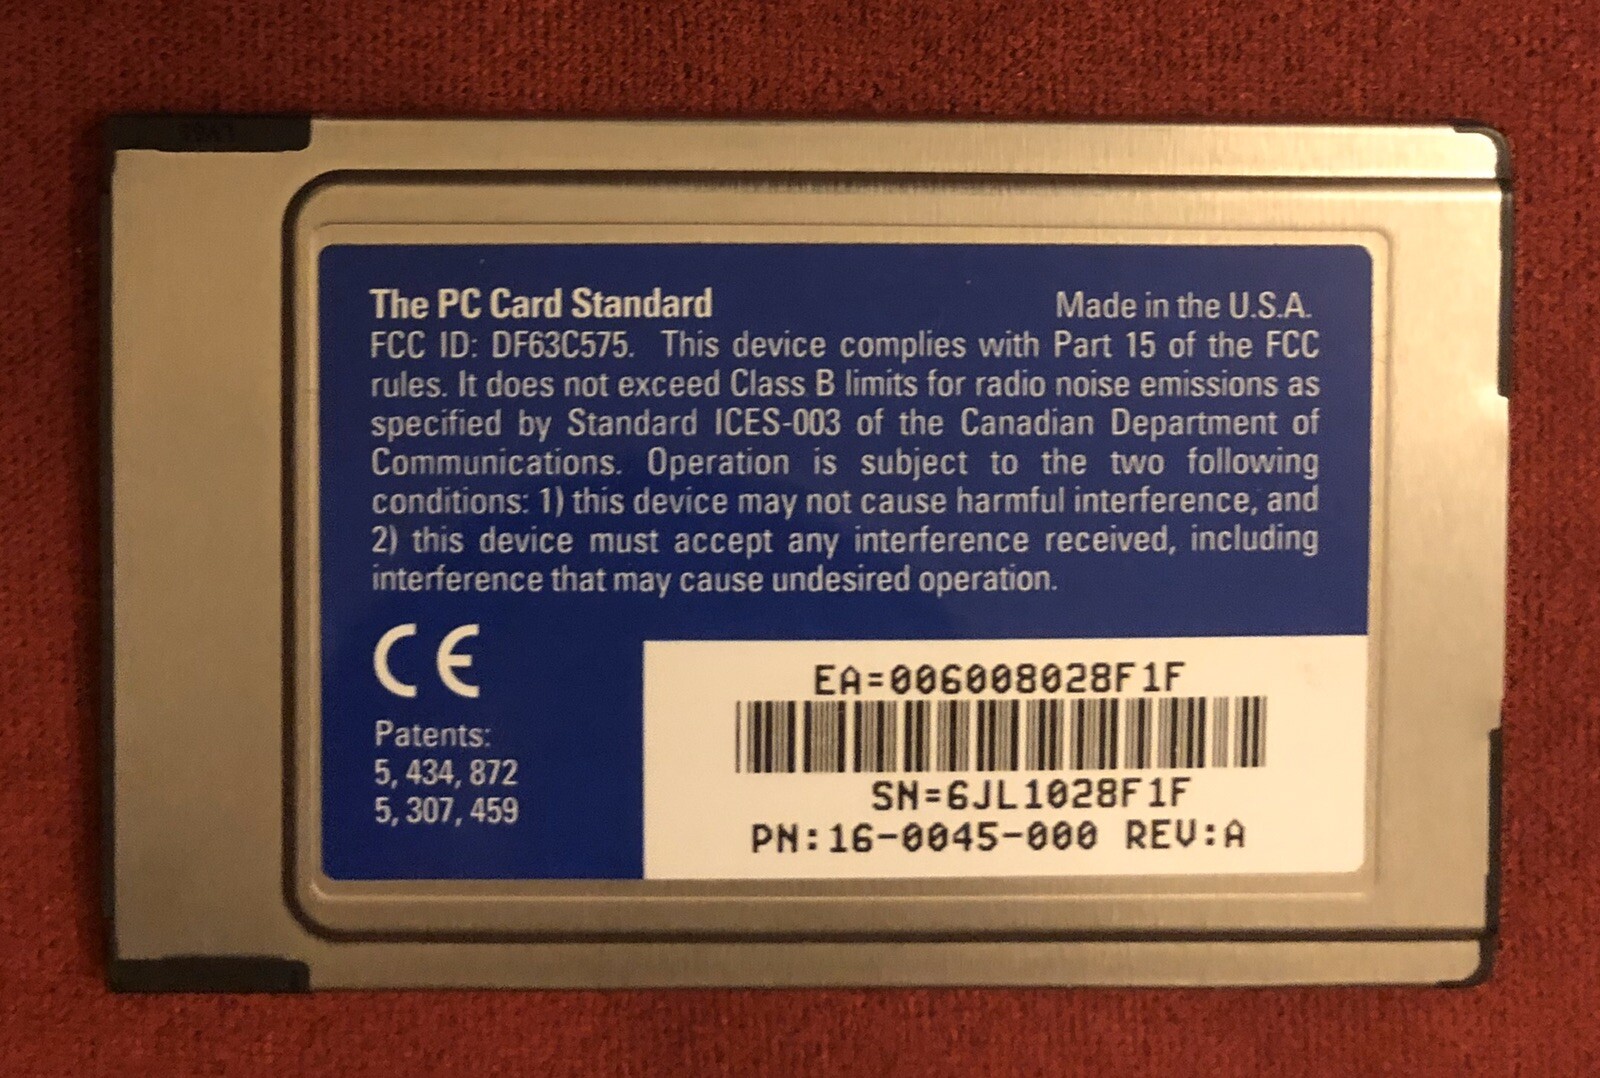 The PC Card Standard Made in the U.S.A.
FCC ID: DF63C575. This device complies with Part 15 of the FCC
rules. It does not exceed Class B limits for radio noise emissions as
specified by Standard ICES-003 of the Canadian Department of
Communications. Operation is subject to the two following
conditions: 1) this device may not cause harmful interference, and
2) this device must accept any interference received, including
interference that may cause undesired operation.
CE
Patents:
5, 434, 872
5, 307, 459
EA=006008028F1F
SN=6JL1028F1F
PN:16-0045-000 REV:A